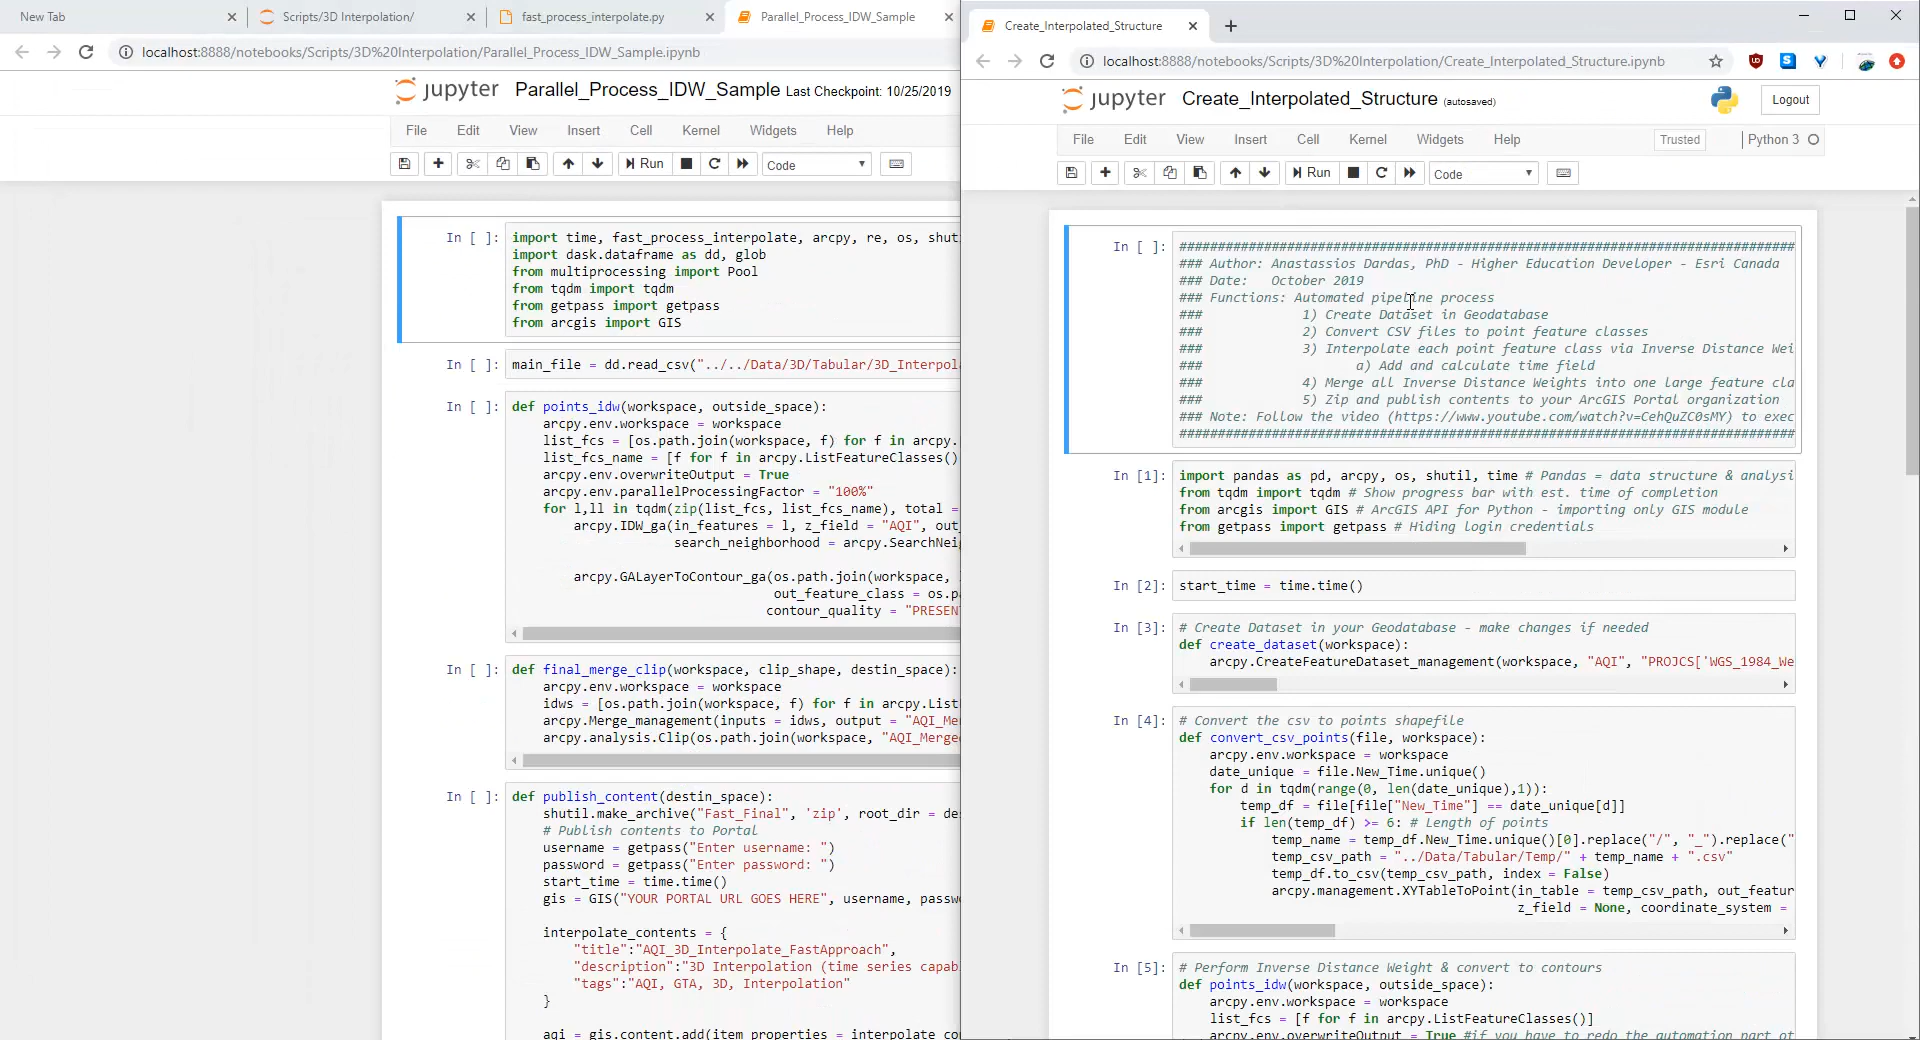 New Tab
Scripts/3D Interpolation/
fast_process_interpolate.py
Parallel_Process_IDW_Sample
localhost:8888/notebooks/Scripts/3D%20Interpolation/Parallel_Process_IDW_Sample.ipynb
jupyter Parallel_Process_IDW_Sample Last Checkpoint: 10/25/2019
File Edit View Insert Cell Kernel Widgets Help
Run Code
In [ ]: import time, fast_process_interpolate, arcpy, re, os, shut
import dask.dataframe as dd, glob
from multiprocessing import Pool
from tqdm import tqdm
from getpass import getpass
from arcgis import GIS
In [ ]: main_file = dd.read_csv("../../Data/3D/Tabular/3D_Interpol
In [ ]: def points_idw(workspace, outside_space):
arcpy.env.workspace = workspace
list_fcs = [os.path.join(workspace, f) for f in arcpy.
list_fcs_name = [f for f in arcpy.ListFeatureClasses()
arcpy.env.overwriteOutput = True
arcpy.env.parallelProcessingFactor = "100%"
for l,ll in tqdm(zip(list_fcs, list_fcs_name), total =
arcpy.IDW_ga(in_features = l, z_field = "AQI", out_
search_neighborhood = arcpy.SearchNei
arcpy.GALayerToContour_ga(os.path.join(workspace,
out_feature_class = os.pa
contour_quality = "PRESEN
In [ ]: def final_merge_clip(workspace, clip_shape, destin_space):
arcpy.env.workspace = workspace
idws = [os.path.join(workspace, f) for f in arcpy.List
arcpy.Merge_management(inputs = idws, output = "AQI_Me
arcpy.analysis.Clip(os.path.join(workspace, "AQI_Merge
In [ ]: def publish_content(destin_space):
shutil.make_archive("Fast_Final", 'zip', root_dir = de
# Publish contents to Portal
username = getpass("Enter username: ")
password = getpass("Enter password: ")
start_time = time.time()
gis = GIS("YOUR PORTAL URL GOES HERE", username, passw
interpolate_contents = {
"title":"AQI_3D_Interpolate_FastApproach",
"description":"3D Interpolation (time series capab
"tags":"AQI, GTA, 3D, Interpolation"
}
aqi = gis.content.add(item_properties = interpolate_co
Create_Interpolated_Structure
localhost:8888/notebooks/Scripts/3D%20Interpolation/Create_Interpolated_Structure.ipynb
jupyter Create_Interpolated_Structure (autosaved)
Logout
File Edit View Insert Cell Kernel Widgets Help
Trusted Python 3
Run Code
In [ ]: ################################################################################
### Author: Anastassios Dardas, PhD - Higher Education Developer - Esri Canada
### Date: October 2019
### Functions: Automated pipeline process
### 1) Create Dataset in Geodatabase
### 2) Convert CSV files to point feature classes
### 3) Interpolate each point feature class via Inverse Distance Wei
### a) Add and calculate time field
### 4) Merge all Inverse Distance Weights into one large feature cla
### 5) Zip and publish contents to your ArcGIS Portal organization
### Note: Follow the video (https://www.youtube.com/watch?v=CehQuZC0sMY) to exec
################################################################################
In [1]: import pandas as pd, arcpy, os, shutil, time # Pandas = data structure & analysi
from tqdm import tqdm # Show progress bar with est. time of completion
from arcgis import GIS # ArcGIS API for Python - importing only GIS module
from getpass import getpass # Hiding login credentials
In [2]: start_time = time.time()
In [3]: # Create Dataset in your Geodatabase - make changes if needed
def create_dataset(workspace):
arcpy.CreateFeatureDataset_management(workspace, "AQI", "PROJCS['WGS_1984_We
In [4]: # Convert the csv to points shapefile
def convert_csv_points(file, workspace):
arcpy.env.workspace = workspace
date_unique = file.New_Time.unique()
for d in tqdm(range(0, len(date_unique),1)):
temp_df = file[file["New_Time"] == date_unique[d]]
if len(temp_df) >= 6: # Length of points
temp_name = temp_df.New_Time.unique()[0].replace("/", "_").replace("
temp_csv_path = "../Data/Tabular/Temp/" + temp_name + ".csv"
temp_df.to_csv(temp_csv_path, index = False)
arcpy.management.XYTableToPoint(in_table = temp_csv_path, out_featur
z_field = None, coordinate_system =
In [5]: # Perform Inverse Distance Weight & convert to contours
def points_idw(workspace, outside_space):
arcpy.env.workspace = workspace
list_fcs = [f for f in arcpy.ListFeatureClasses()]
arcpy.env.overwriteOutput = True #if you have to redo the automation part of